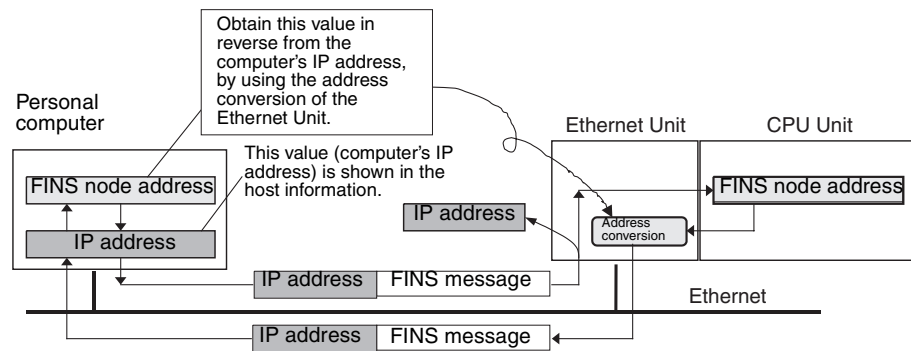 Obtain this value in
reverse from the
computer's IP address,
by using the address
conversion of the
Ethernet Unit.
Personal
computer
Ethernet Unit
CPU Unit
This value (computer's IP
address) is shown in the
host information.
FINS node address
FINS node address
IP address
Address
conversion
IP address
IP address
FINS message
Ethernet
IP address
FINS message